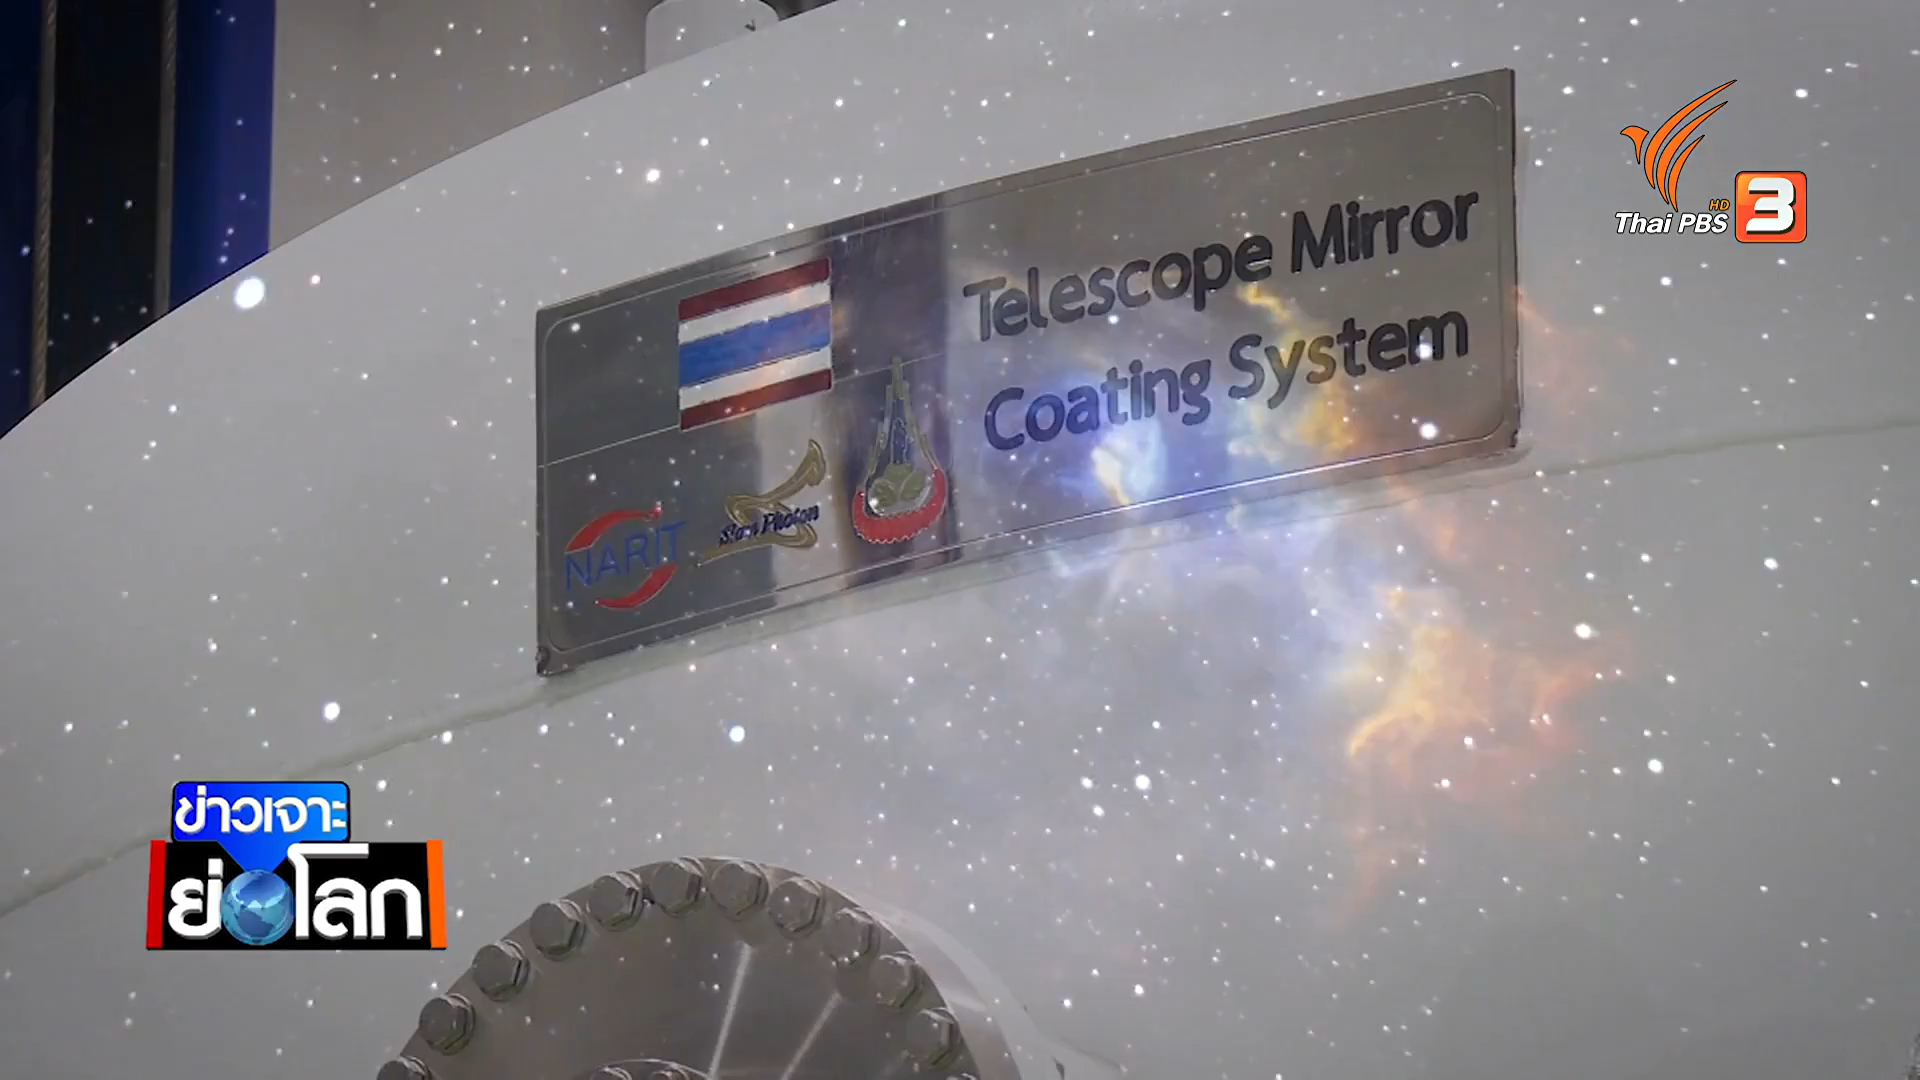 Telescope Mirror
Coating System
NARIT
Siam Photon
Thai PBS
HD
3
ข่าวเจาะ
ย่อโลก